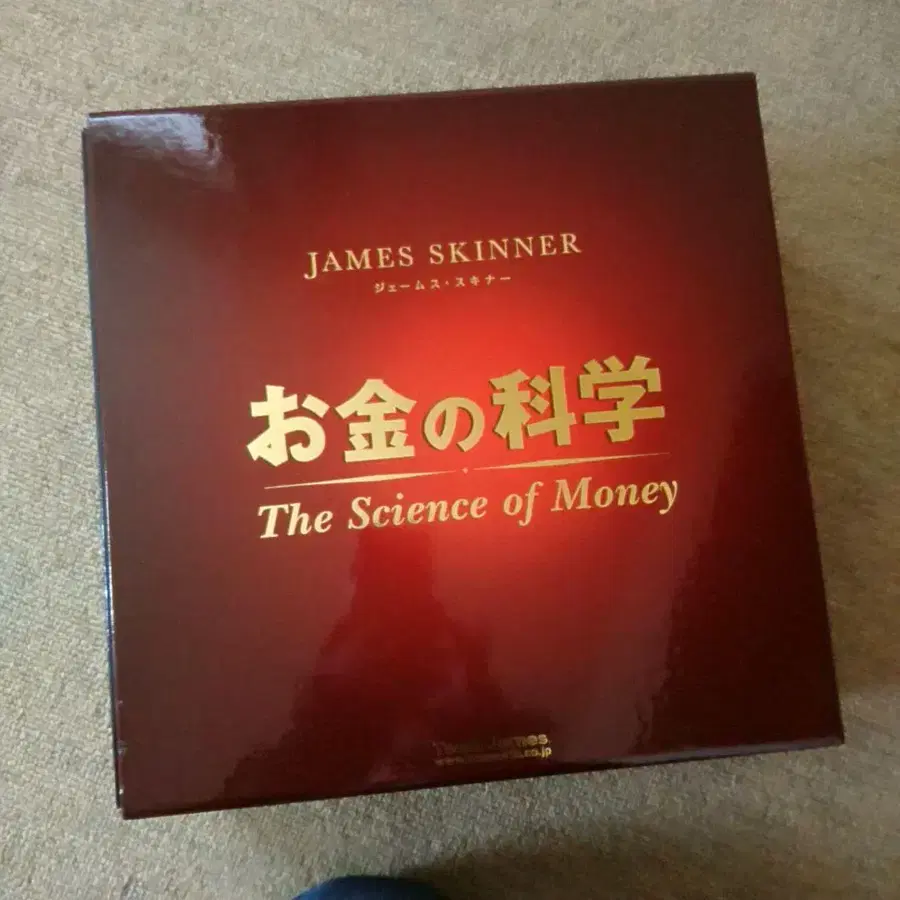 JAMES SKINNER
ジェームス・スキナー
お金の科学
The Science of Money
James